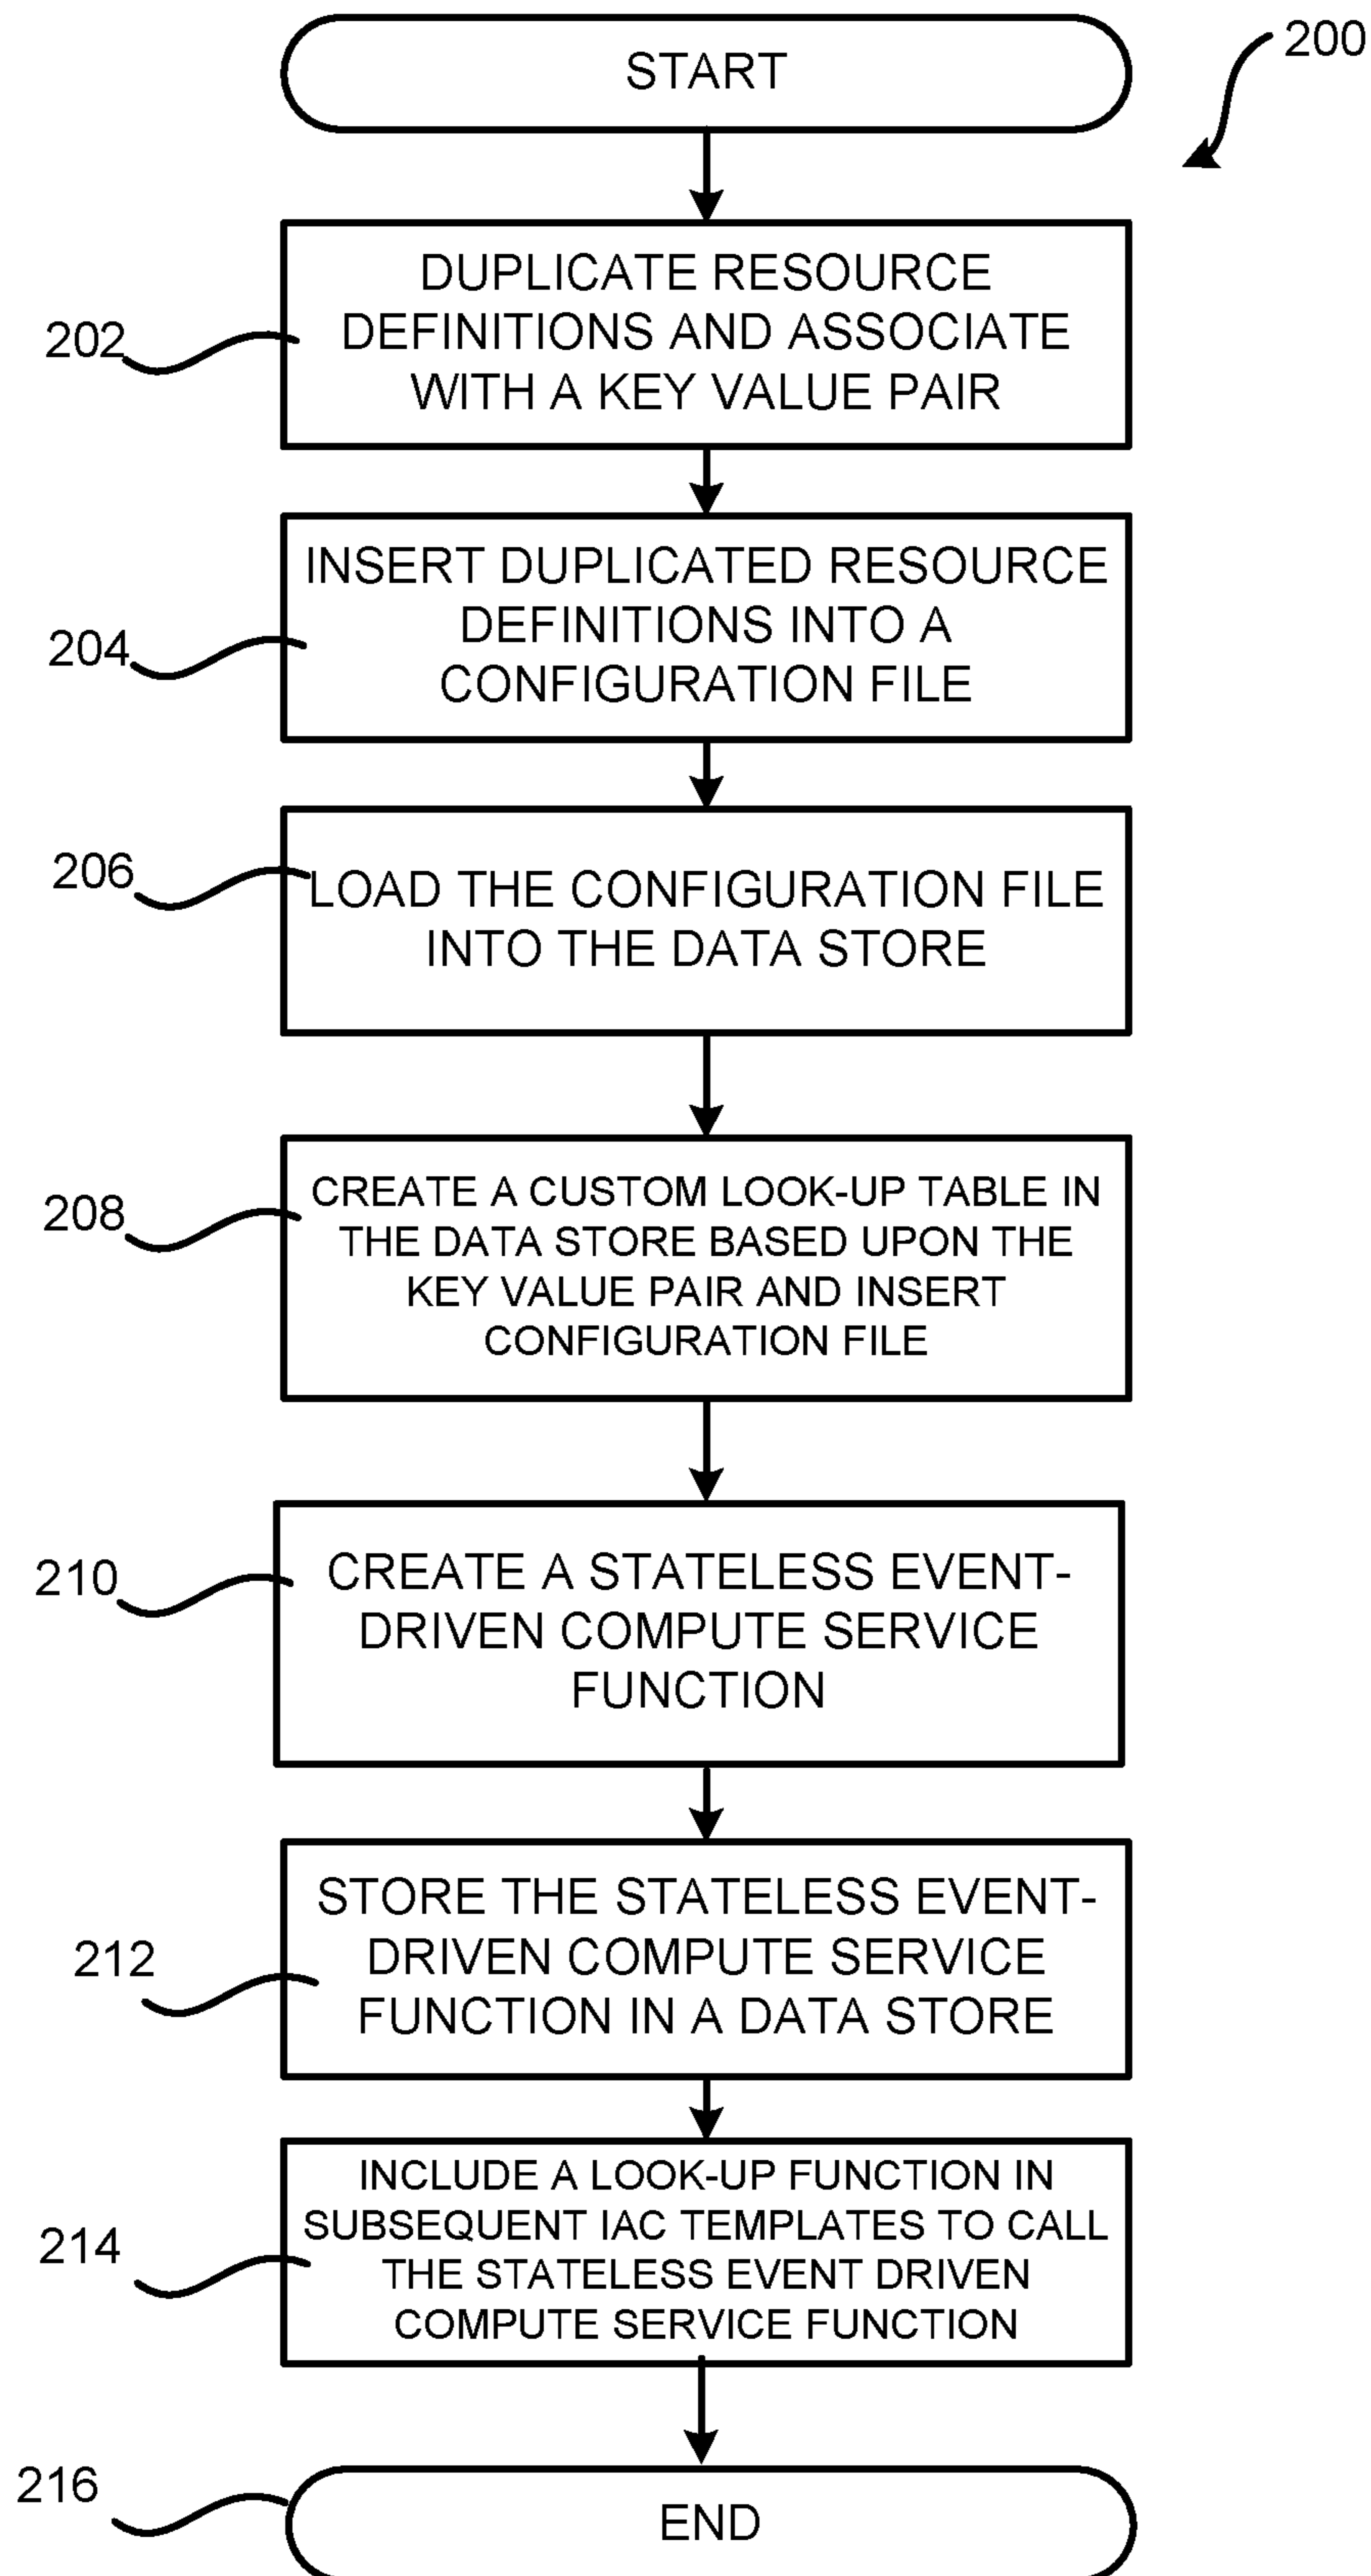 START
200
202
DUPLICATE RESOURCE
DEFINITIONS AND ASSOCIATE
WITH A KEY VALUE PAIR
204
INSERT DUPLICATED RESOURCE
DEFINITIONS INTO A
CONFIGURATION FILE
206
LOAD THE CONFIGURATION FILE
INTO THE DATA STORE
208
CREATE A CUSTOM LOOK-UP TABLE IN
THE DATA STORE BASED UPON THE
KEY VALUE PAIR AND INSERT
CONFIGURATION FILE
210
CREATE A STATELESS EVENT-
DRIVEN COMPUTE SERVICE
FUNCTION
212
STORE THE STATELESS EVENT-
DRIVEN COMPUTE SERVICE
FUNCTION IN A DATA STORE
214
INCLUDE A LOOK-UP FUNCTION IN
SUBSEQUENT IAC TEMPLATES TO CALL
THE STATELESS EVENT DRIVEN
COMPUTE SERVICE FUNCTION
216
END